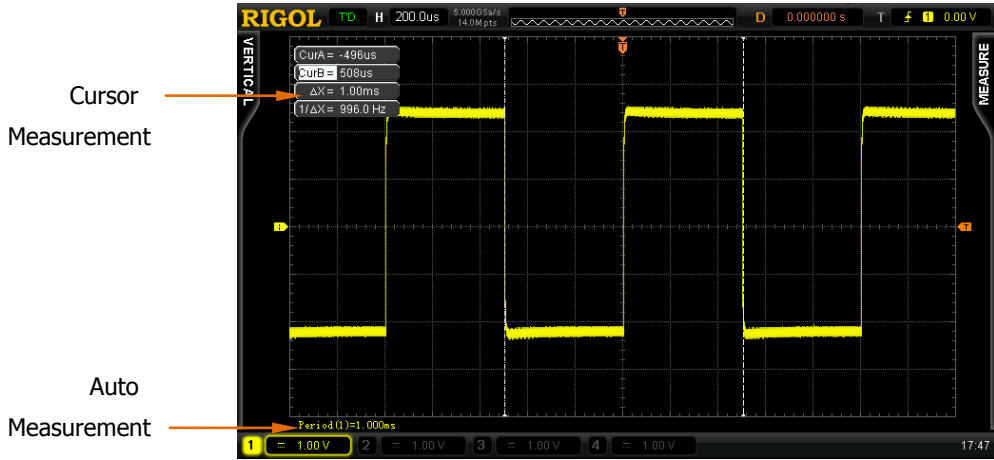 RIGOL T'D H 200.0us 5.000GSa/s 14.0Mpts T D 0.000000 s T 1 0.00 V
VERTICAL
MEASURE
T
CurA = -496us
CurB = 508us
ΔX = 1.00ms
1/ΔX = 996.0 Hz
Cursor
Measurement
T
Auto
Measurement
Period(1)=1.000ms
1 = 1.00 V 2 = 1.00 V 3 = 1.00 V 4 = 1.00 V 17:47